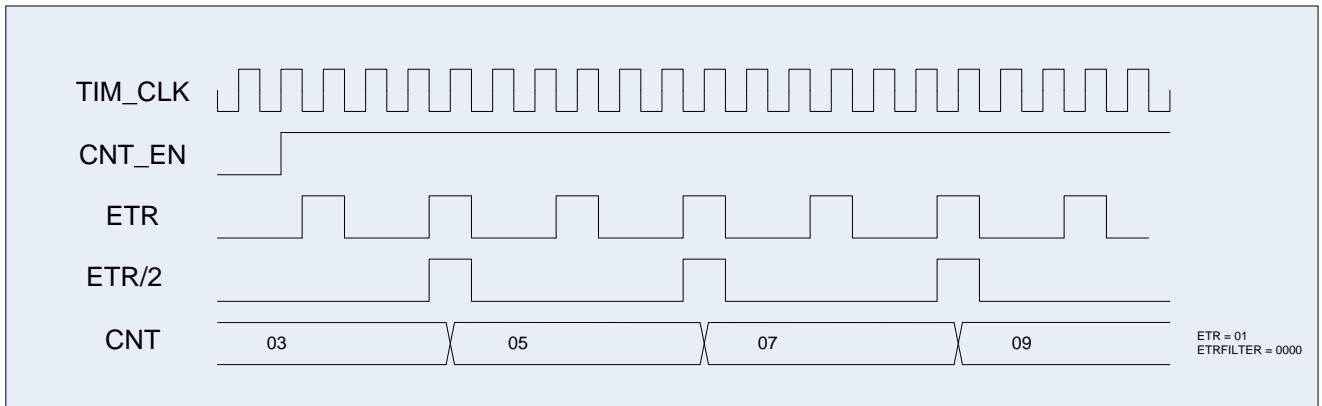 TIM_CLK
CNT_EN
ETR
ETR/2
CNT
03
05
07
09
ETR = 01
ETRFILTER = 0000